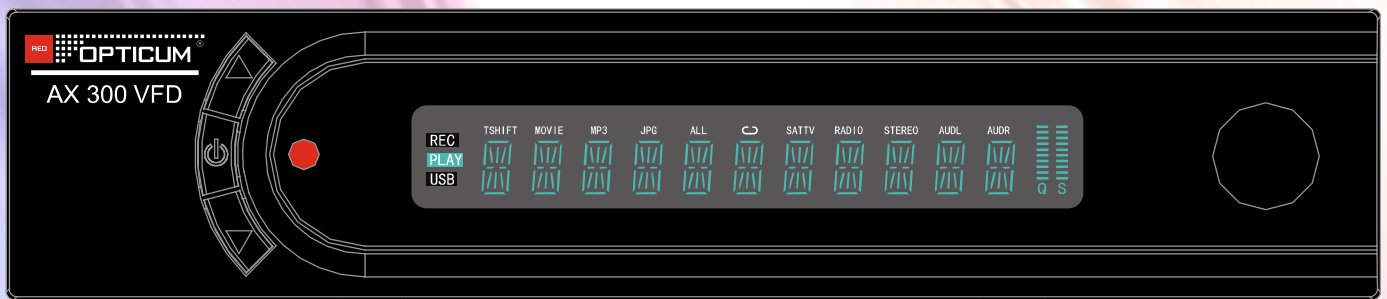 RED OPTICUM ®
AX 300 VFD
REC
PLAY
USB
TSHIFT MOVIE MP3 JPG ALL SATTV RADIO STEREO AUDL AUDR
Q S